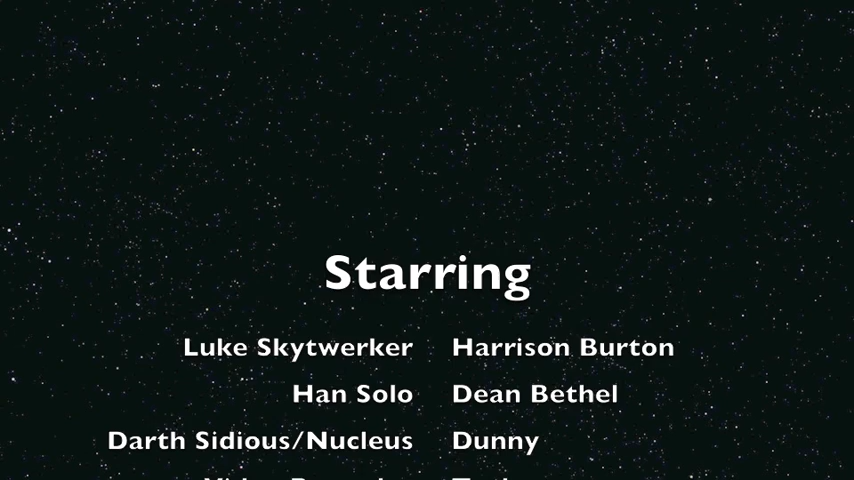 Starring
Luke Skytwerker Harrison Burton
Han Solo Dean Bethel
Darth Sidious/Nucleus Dunny